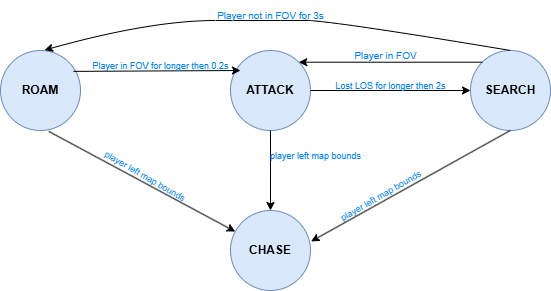 Player not in FOV for 3s
Player in FOV
Player in FOV for longer then 0.2s
Lost LOS for longer then 2s
ROAM
ATTACK
SEARCH
player left map bounds
player left map bounds
player left map bounds
CHASE